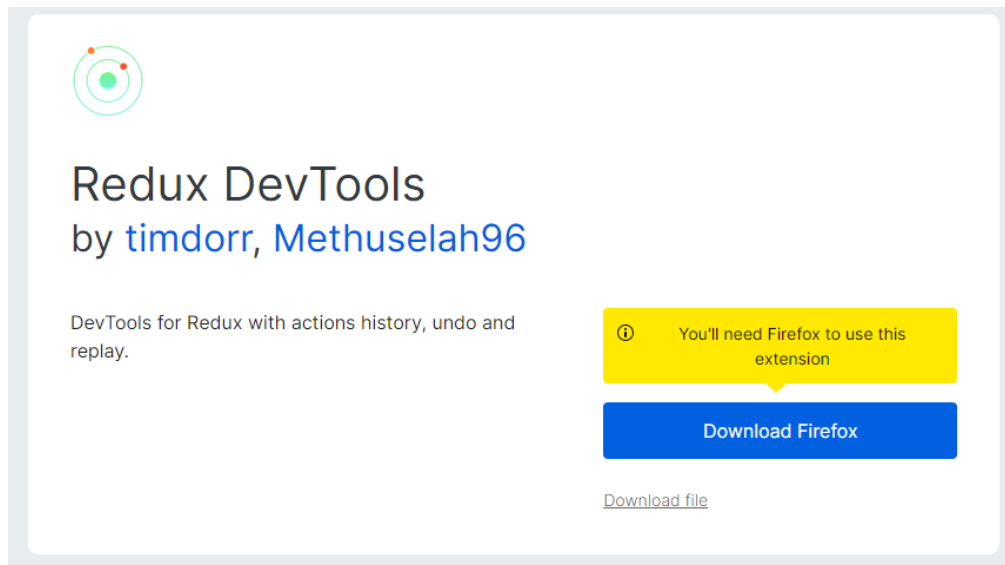 Redux DevTools
by timdorr, Methuselah96
DevTools for Redux with actions history, undo and
replay.
You'll need Firefox to use this
extension
Download Firefox
Download file